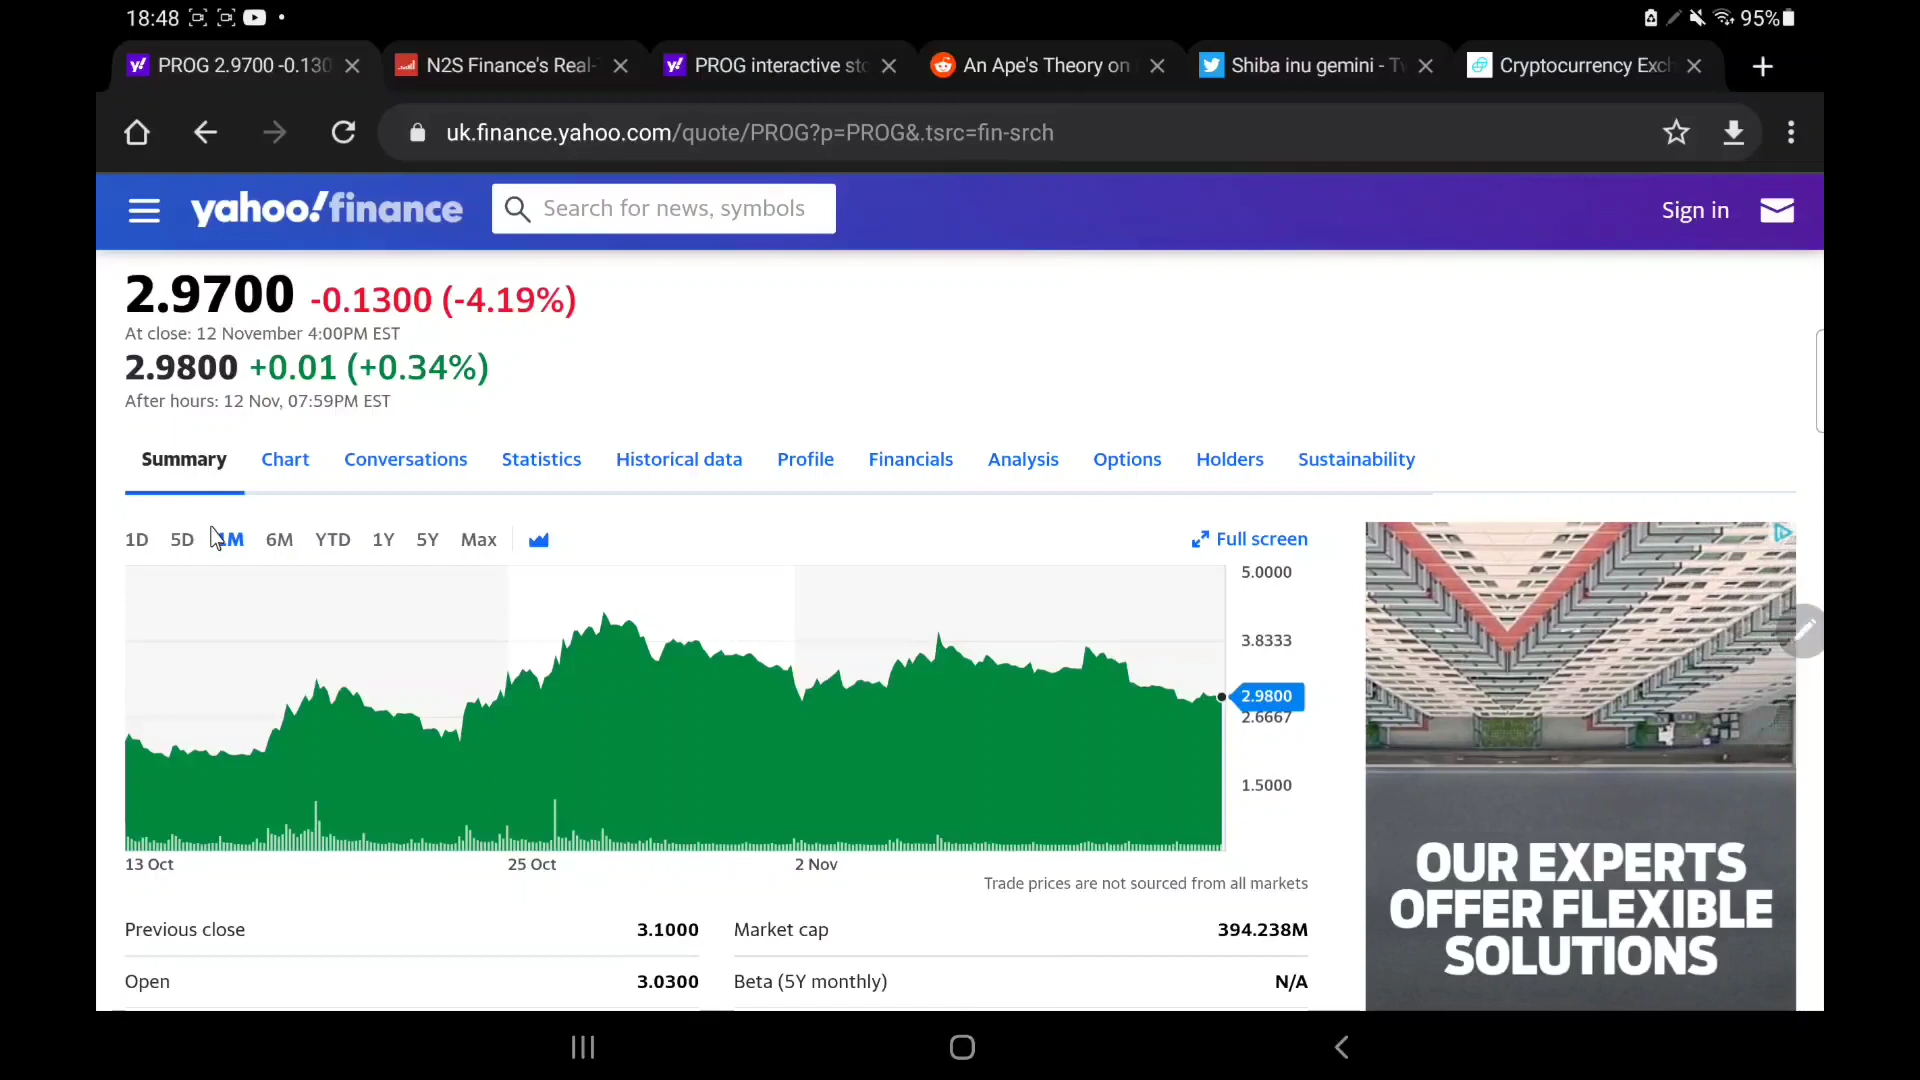 18:48
95%
PROG 2.9700 -0.130
N2S Finance's Real-
PROG interactive sto
An Ape's Theory on
Shiba inu gemini - Tw
Cryptocurrency Exch
uk.finance.yahoo.com/quote/PROG?p=PROG&.tsrc=fin-srch
yahoo!finance
Search for news, symbols
Sign in
2.9700 -0.1300 (-4.19%)
At close: 12 November 4:00PM EST
2.9800 +0.01 (+0.34%)
After hours: 12 Nov, 07:59PM EST
Summary Chart Conversations Statistics Historical data Profile Financials Analysis Options Holders Sustainability
1D 5D 1M 6M YTD 1Y 5Y Max
Full screen
5.0000
3.8333
2.9800
2.6667
1.5000
13 Oct 25 Oct 2 Nov
Trade prices are not sourced from all markets
Previous close 3.1000
Market cap 394.238M
Open 3.0300
Beta (5Y monthly) N/A
OUR EXPERTS
OFFER FLEXIBLE
SOLUTIONS